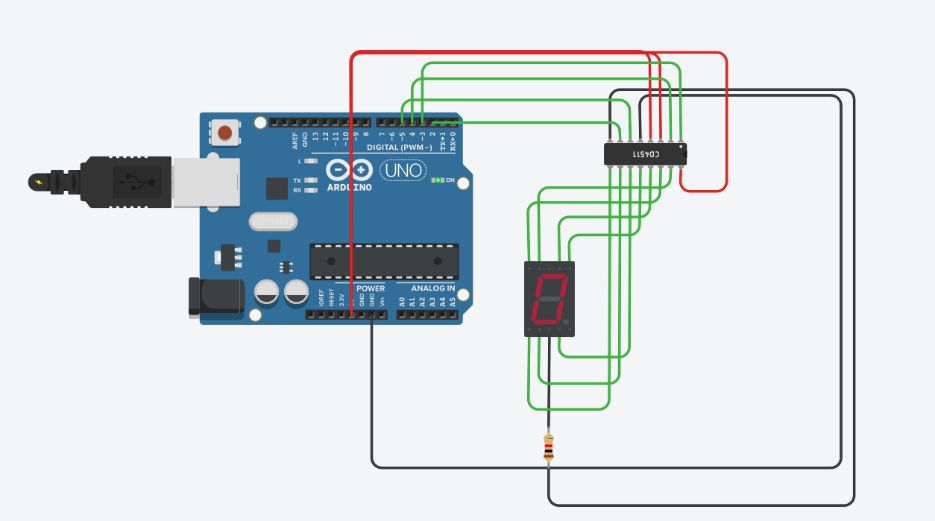 AREF
GND
13
12
~11
~10
~9
8
7
~6
~5
4
~3
2
TX→1
RX←0
DIGITAL (PWM~)
L
TX
RX
UNO
ON
ARDUINO
CD4511
POWER
ANALOG IN
IOREF
RESET
3.3V
GND
GND
Vin
A0
A1
A2
A3
A4
A5